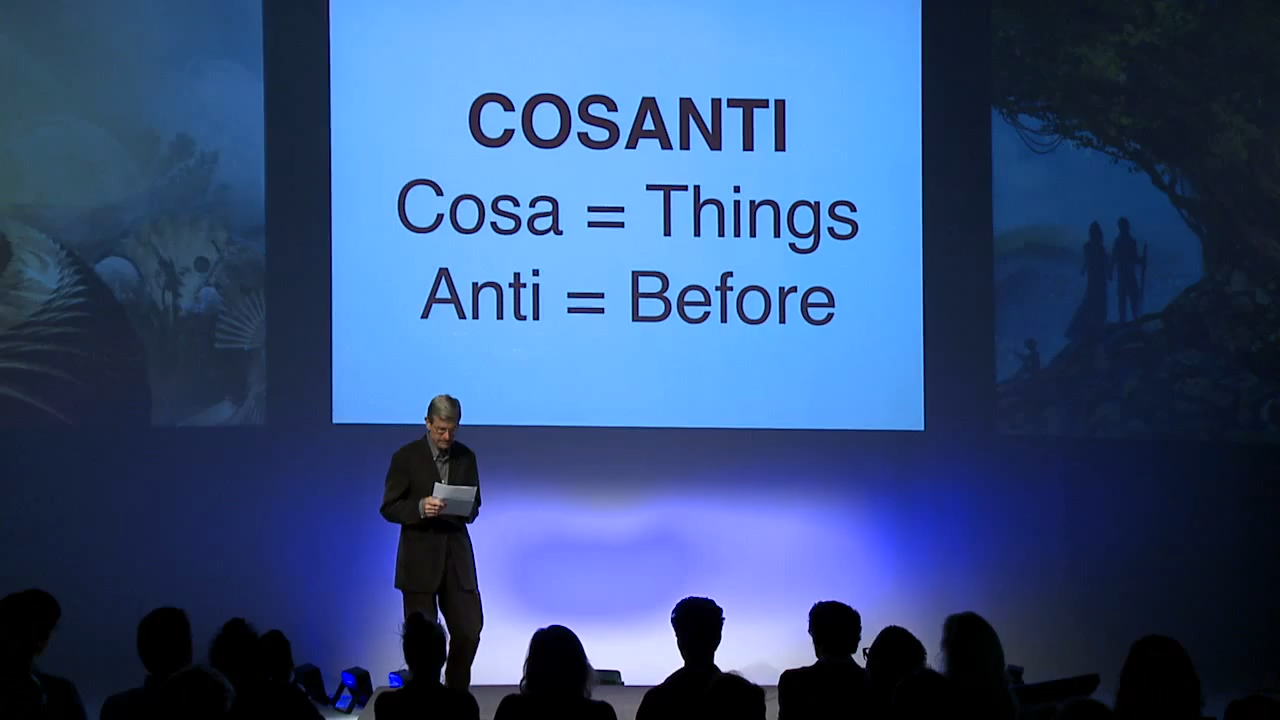 COSANTI
Cosa = Things
Anti = Before